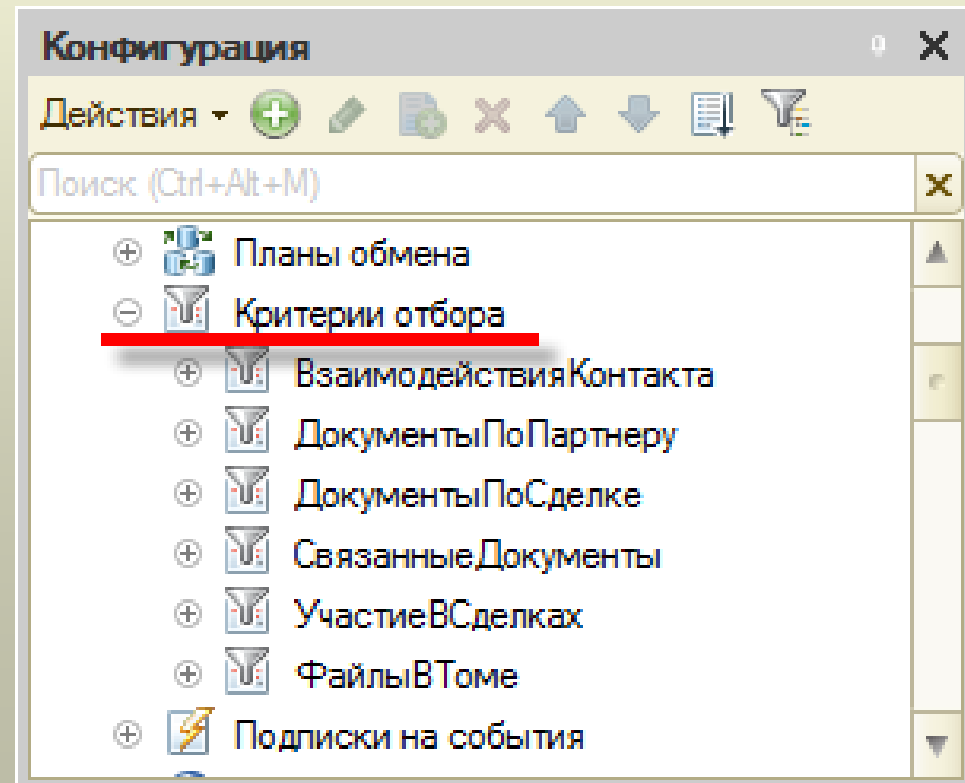 Конфигурация
Действия
Поиск (Ctrl+Alt+M)
Планы обмена
Критерии отбора
ВзаимодействияКонтакта
ДокументыПоПартнеру
ДокументыПоСделке
СвязанныеДокументы
УчастиеВСделках
ФайлыВТоме
Подписки на события